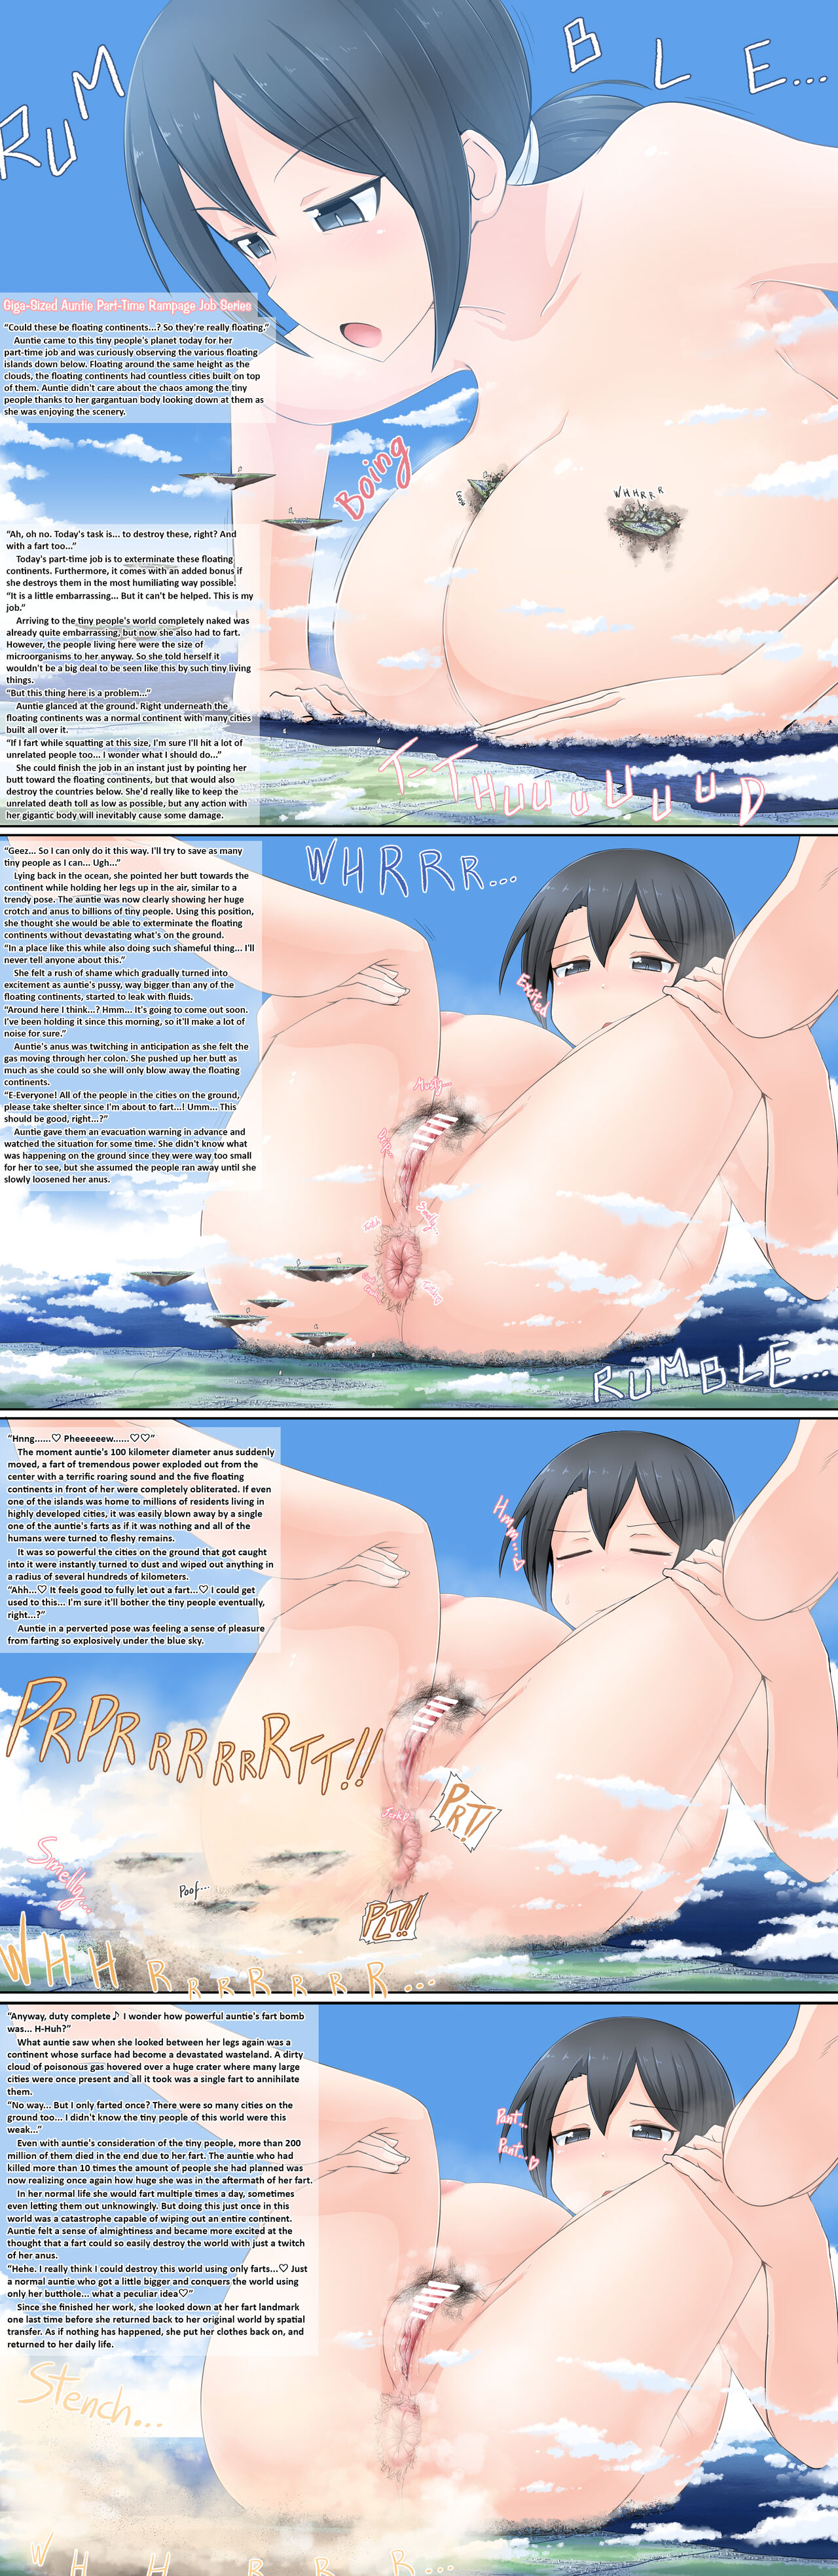 RUMBLE...
Giga-Sized Auntie Part-Time Rampage Job Series
"Could these be floating continents...? So they're really floating."
Auntie came to this tiny people's planet today for her
part-time job and was curiously observing the various floating
islands down below. Floating around the same height as the
clouds, the floating continents had countless cities built on top
of them. Auntie didn't care about the chaos among the tiny
people thanks to her gargantuan body looking down at them as
she was enjoying the scenery.
Boing
WHHRRR
"Ah, oh no. Today's task is... to destroy these, right? And
with a fart too..."
Today's part-time job is to exterminate these floating
continents. Furthermore, it comes with an added bonus if
she destroys them in the most humiliating way possible.
"It is a little embarrassing... But it can't be helped. This is my
job."
Arriving to the tiny people's world completely naked was
already quite embarrassing, but now she also had to fart.
However, the people living here were the size of
microorganisms to her anyway. So she told herself it
wouldn't be a big deal to be seen like this by such tiny living
things.
"But this thing here is a problem..."
Auntie glanced at the ground. Right underneath the
floating continents was a normal continent with many cities
built all over it.
"If I fart while squatting at this size, I'm sure I'll hit a lot of
unrelated people too... I wonder what I should do..."
She could finish the job in an instant just by pointing her
butt toward the floating continents, but that would also
destroy the countries below. She'd really like to keep the
unrelated death toll as low as possible, but any action with
her gigantic body will inevitably cause some damage.
T-THUUUUUUUD
"Geez... So I can only do it this way. I'll try to save as many
tiny people as I can... Ugh..."
Lying back in the ocean, she pointed her butt towards the
continent while holding her legs up in the air, similar to a
trendy pose. The auntie was now clearly showing her huge
crotch and anus to billions of tiny people. Using this position,
she thought she would be able to exterminate the floating
continents without devastating what's on the ground.
"In a place like this while also doing such shameful thing... I'll
never tell anyone about this."
She felt a rush of shame which gradually turned into
excitement as auntie's pussy, way bigger than any of the
floating continents, started to leak with fluids.
"Around here I think...? Hmm... It's going to come out soon.
I've been holding it since this morning, so it'll make a lot of
noise for sure."
Auntie's anus was twitching in anticipation as she felt the
gas moving through her colon. She pushed up her butt as
much as she could so she will only blow away the floating
continents.
"E-Everyone! All of the people in the cities on the ground,
please take shelter since I'm about to fart...! Umm... This
should be good, right...?"
Auntie gave them an evacuation warning in advance and
watched the situation for some time. She didn't know what
was happening on the ground since they were way too small
for her to see, but she assumed the people ran away until she
slowly loosened her anus.
WHRRR...
Excited
Musty...
Smelly...
Twitch
Twitch
RUMBLE...
"Hnng......♡ Pheeeeeew......♡♡"
The moment auntie's 100 kilometer diameter anus suddenly
moved, a fart of tremendous power exploded out from the
center with a terrific roaring sound and the five floating
continents in front of her were completely obliterated. If even
one of the islands was home to millions of residents living in
highly developed cities, it was easily blown away by a single
one of the auntie's farts as if it was nothing and all of the
humans were turned to fleshy remains.
It was so powerful the cities on the ground that got caught
into it were instantly turned to dust and wiped out anything in
a radius of several hundreds of kilometers.
"Ahh...♡ It feels good to fully let out a fart...♡ I could get
used to this... I'm sure it'll bother the tiny people eventually,
right...?"
Auntie in a perverted pose was feeling a sense of pleasure
from farting so explosively under the blue sky.
Hmm...♡
PRPRRRRRRTT!!
PRT!
Jerk♡
Smelly...
Poof...
PLT!!
WHHRRRRRRR...
"Anyway, duty complete♪ I wonder how powerful auntie's fart bomb
was... H-Huh?"
What auntie saw when she looked between her legs again was a
continent whose surface had become a devastated wasteland. A dirty
cloud of poisonous gas hovered over a huge crater where many large
cities were once present and all it took was a single fart to annihilate
them.
"No way... But I only farted once? There were so many cities on the
ground too... I didn't know the tiny people of this world were this
weak..."
Even with auntie's consideration of the tiny people, more than 200
million of them died in the end due to her fart. The auntie who had
killed more than 10 times the amount of people she had planned was
now realizing once again how huge she was in the aftermath of her fart.
In her normal life she would fart multiple times a day, sometimes
even letting them out unknowingly. But doing this just once in this
world was a catastrophe capable of wiping out an entire continent.
Auntie felt a sense of almightiness and became more excited at the
thought that a fart could so easily destroy the world with just a twitch
of her anus.
"Hehe. I really think I could destroy this world using only farts...♡ Just
a normal auntie who got a little bigger and conquers the world using
only her butthole... what a peculiar idea♡"
Since she finished her work, she looked down at her fart landmark
one last time before she returned back to her original world by spatial
transfer. As if nothing has happened, she put her clothes back on, and
returned to her daily life.
Pant...
Pant...♡
Stench...
WHHRRR...